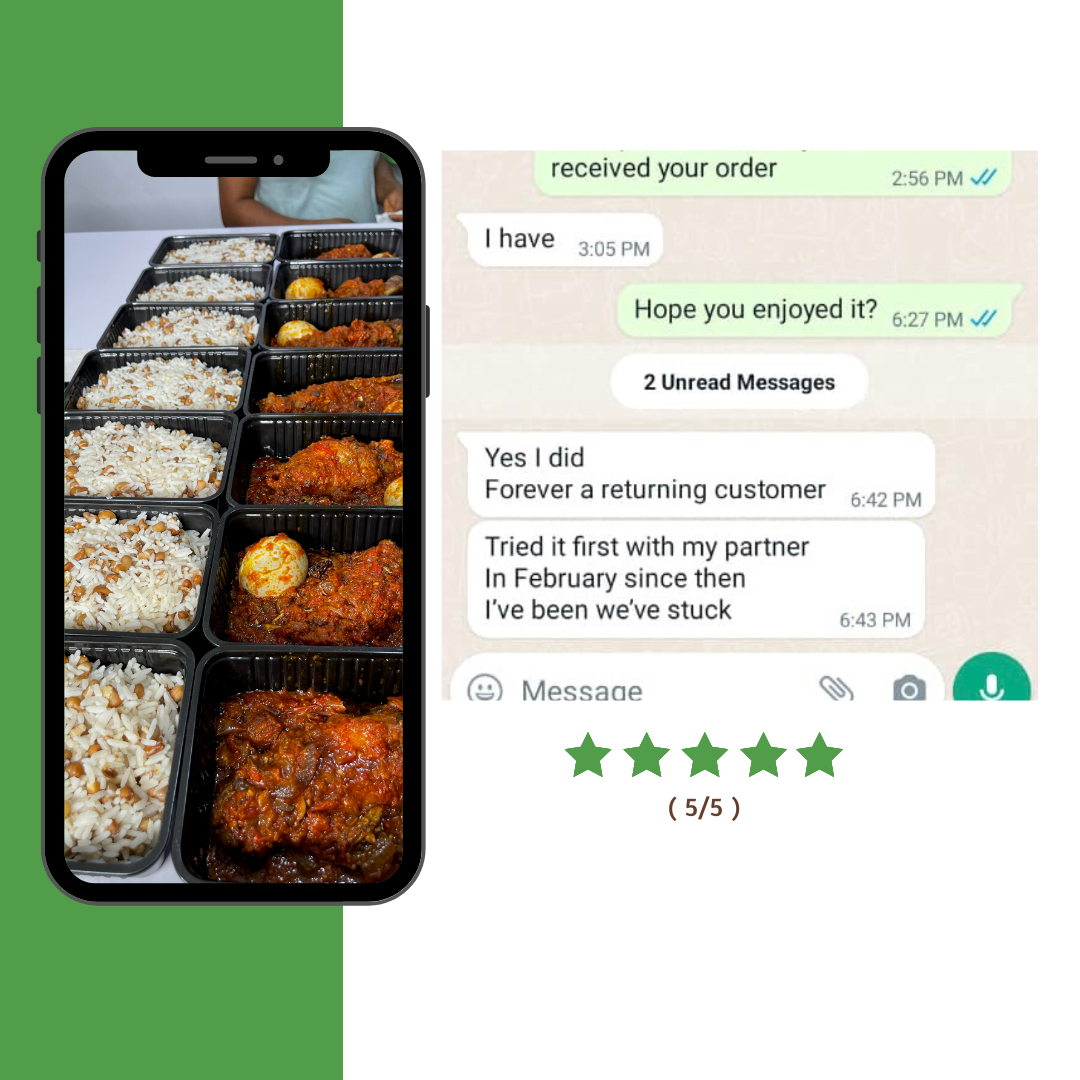 received your order
2:56 PM
I have
3:05 PM
Hope you enjoyed it?
6:27 PM
2 Unread Messages
Yes I did
Forever a returning customer
6:42 PM
Tried it first with my partner
In February since then
I've been we've stuck
6:43 PM
Message
( 5/5 )